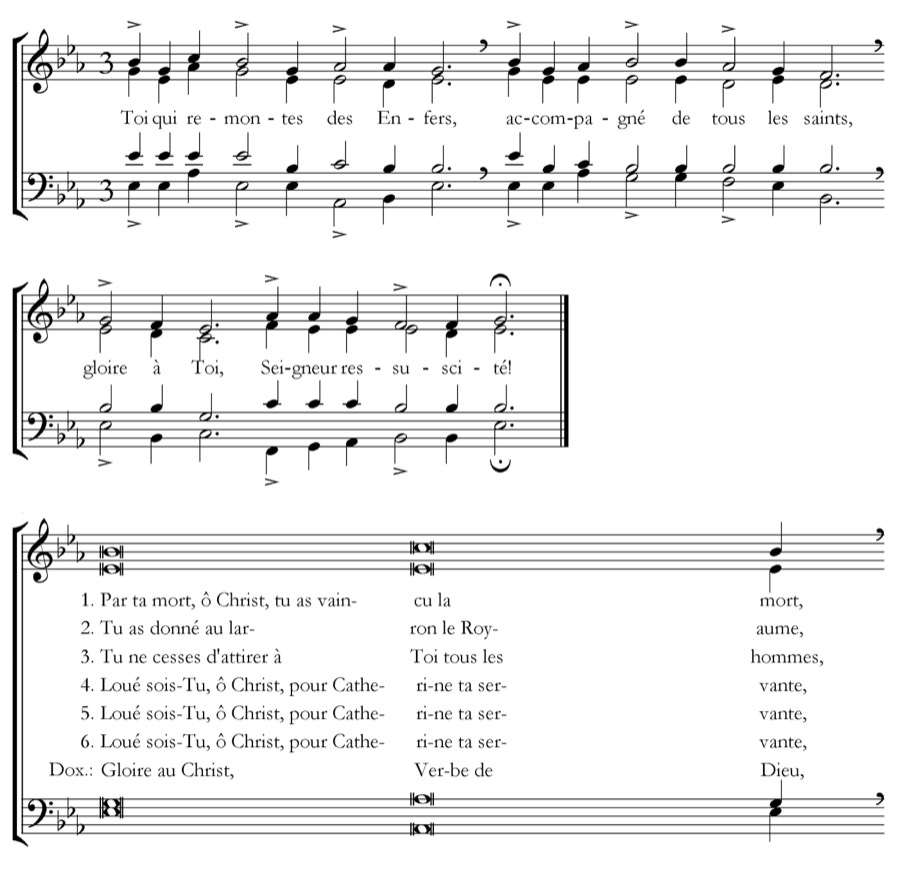 3
Toi qui re - mon - tes des En - fers, ac-com-pa - gné de tous les saints,
3
gloire à Toi, Sei-gneur res - su - sci - té!
1. Par ta mort, ô Christ, tu as vain- cu la mort,
2. Tu as donné au lar- ron le Roy- aume,
3. Tu ne cesses d'attirer à Toi tous les hommes,
4. Loué sois-Tu, ô Christ, pour Cathe- ri-ne ta ser- vante,
5. Loué sois-Tu, ô Christ, pour Cathe- ri-ne ta ser- vante,
6. Loué sois-Tu, ô Christ, pour Cathe- ri-ne ta ser- vante,
Dox.: Gloire au Christ, Ver-be de Dieu,